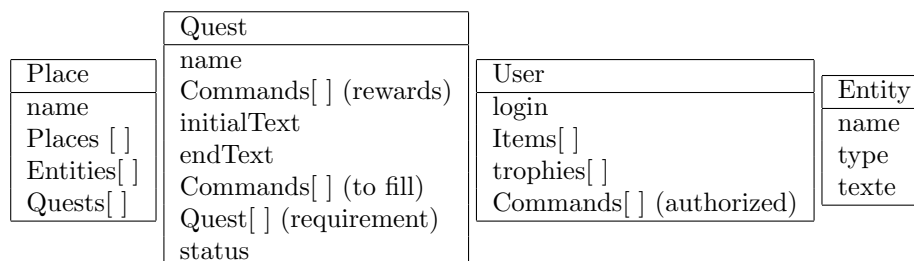 Place
name
Places [ ]
Entities[ ]
Quests[ ]
Quest
name
Commands[ ] (rewards)
initialText
endText
Commands[ ] (to fill)
Quest[ ] (requirement)
status
User
login
Items[ ]
trophies[ ]
Commands[ ] (authorized)
Entity
name
type
texte